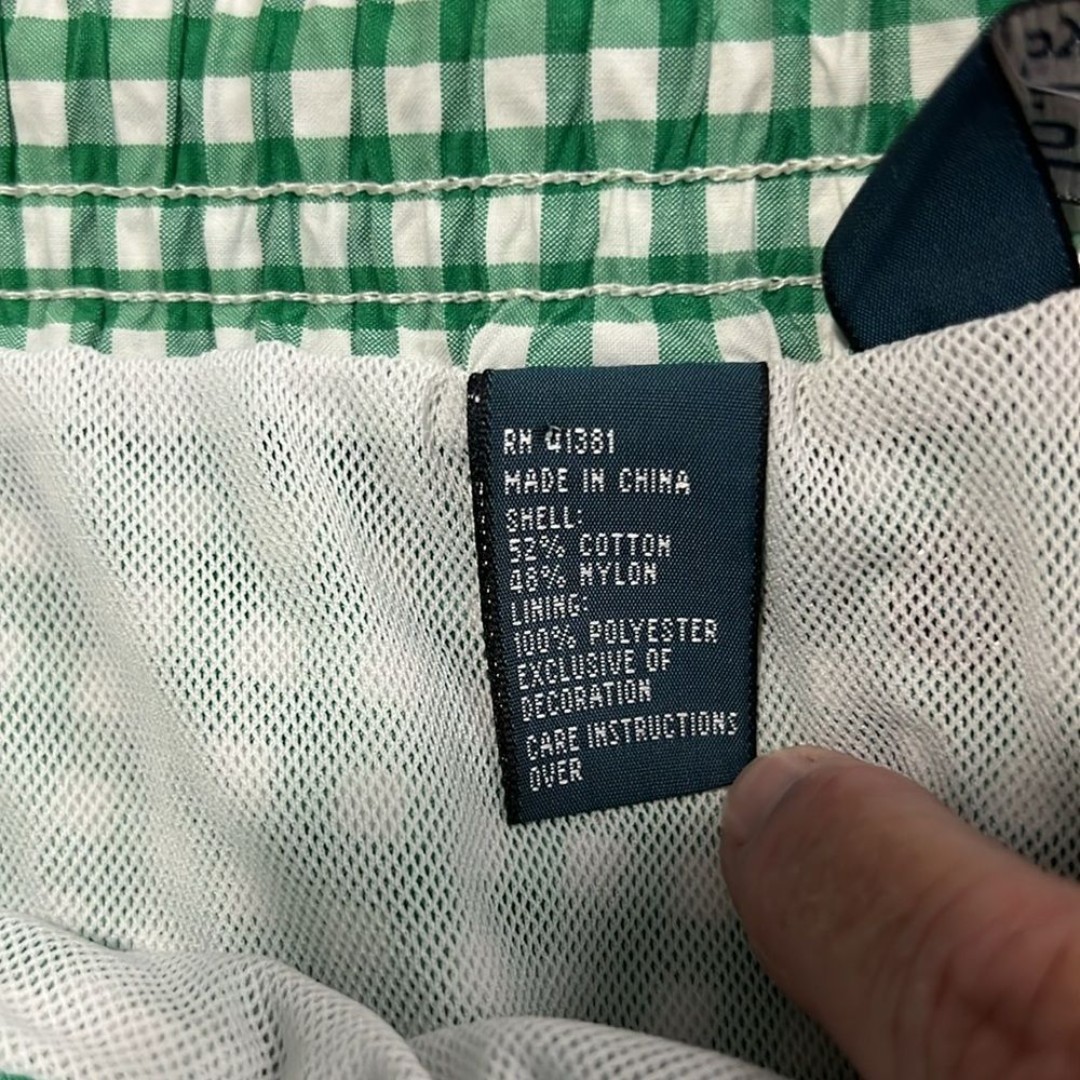 RN 41381
MADE IN CHINA
SHELL:
52% COTTON
48% NYLON
LINING:
100% POLYESTER
EXCLUSIVE OF
DECORATION
CARE INSTRUCTIONS
OVER